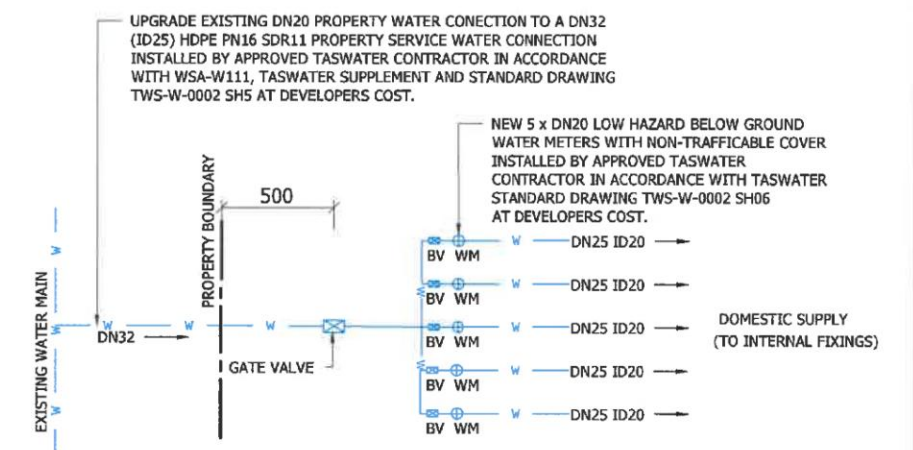 UPGRADE EXISTING DN20 PROPERTY WATER CONECTION TO A DN32
(ID25) HDPE PN16 SDR11 PROPERTY SERVICE WATER CONNECTION
INSTALLED BY APPROVED TASWATER CONTRACTOR IN ACCORDANCE
WITH WSA-W111, TASWATER SUPPLEMENT AND STANDARD DRAWING
TWS-W-0002 SH5 AT DEVELOPERS COST.
NEW 5 x DN20 LOW HAZARD BELOW GROUND
WATER METERS WITH NON-TRAFFICABLE COVER
INSTALLED BY APPROVED TASWATER
CONTRACTOR IN ACCORDANCE WITH TASWATER
STANDARD DRAWING TWS-W-0002 SH06
AT DEVELOPERS COST.
EXISTING WATER MAIN
W
W
W
W
DN32
W
W
PROPERTY BOUNDARY
500
GATE VALVE
BV WM
W
DN25 ID20
BV WM
W
DN25 ID20
BV WM
W
DN25 ID20
BV WM
W
DN25 ID20
BV WM
W
DN25 ID20
DOMESTIC SUPPLY
(TO INTERNAL FIXINGS)